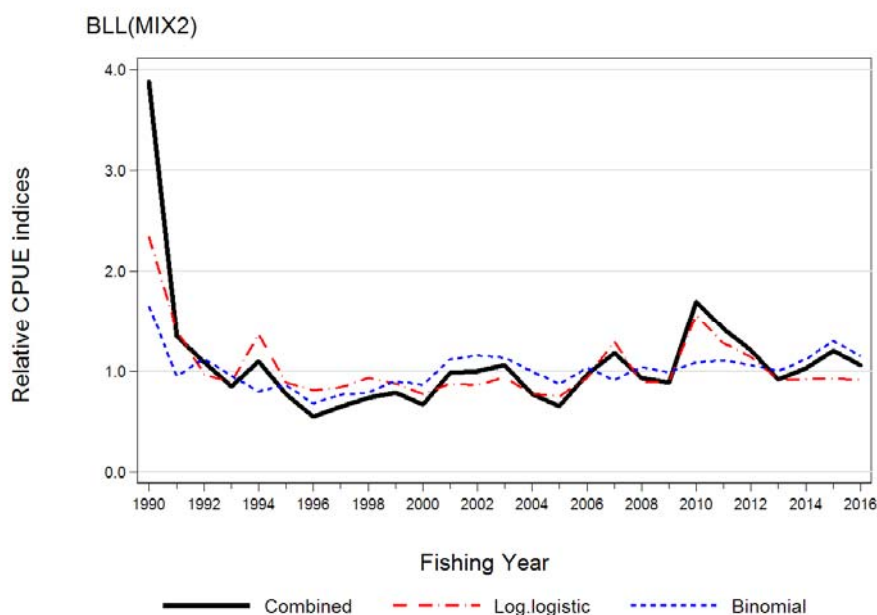 BLL(MIX2)
4.0
3.0
2.0
1.0
0.0
Relative CPUE indices
1990 1992 1994 1996 1998 2000 2002 2004 2006 2008 2010 2012 2014 2016
Fishing Year
Combined Log.logistic Binomial